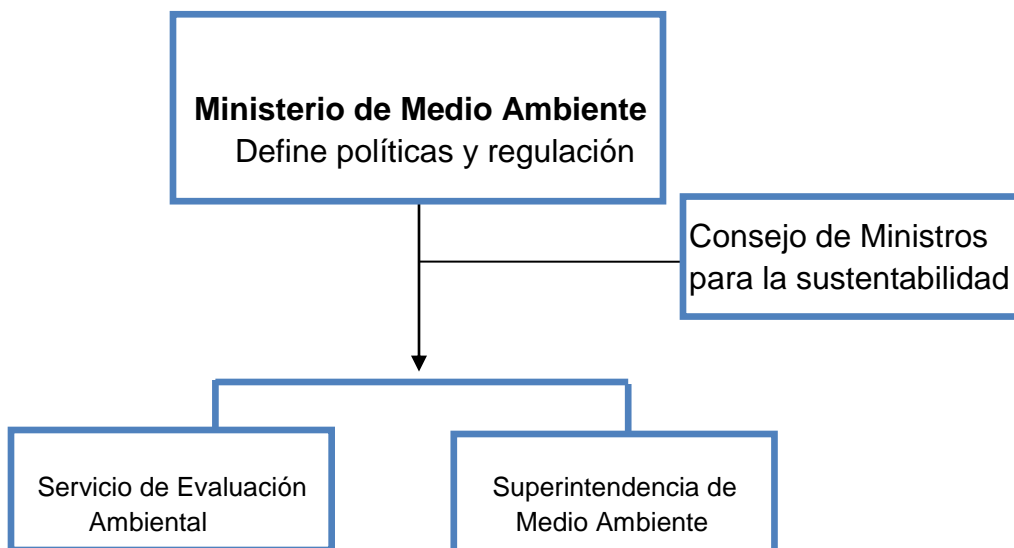 Ministerio de Medio Ambiente
Define políticas y regulación
Consejo de Ministros
para la sustentabilidad
Servicio de Evaluación
Ambiental
Superintendencia de
Medio Ambiente